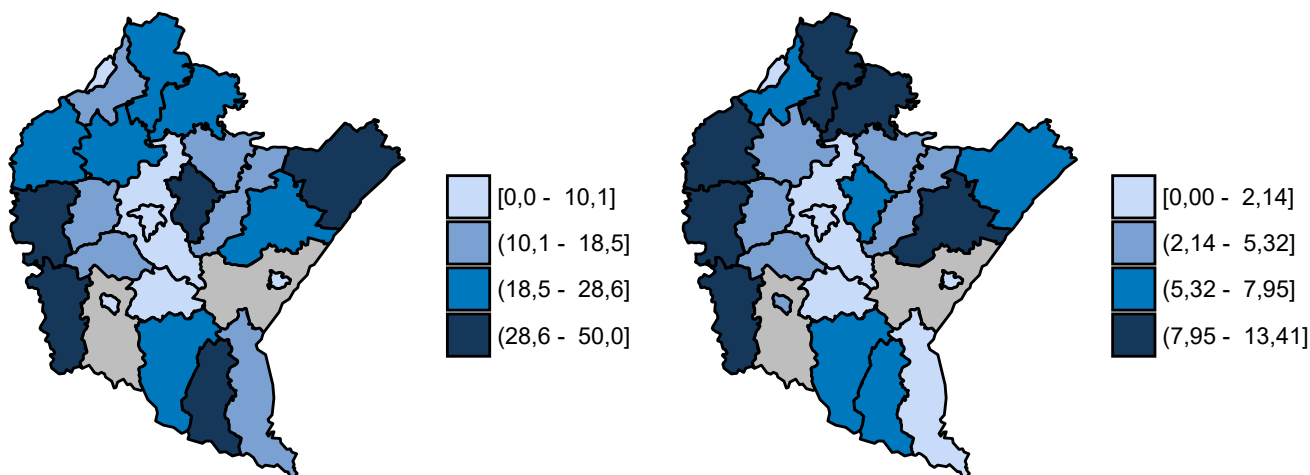 [0,0 - 10,1]
(10,1 - 18,5]
(18,5 - 28,6]
(28,6 - 50,0]
[0,00 - 2,14]
(2,14 - 5,32]
(5,32 - 7,95]
(7,95 - 13,41]